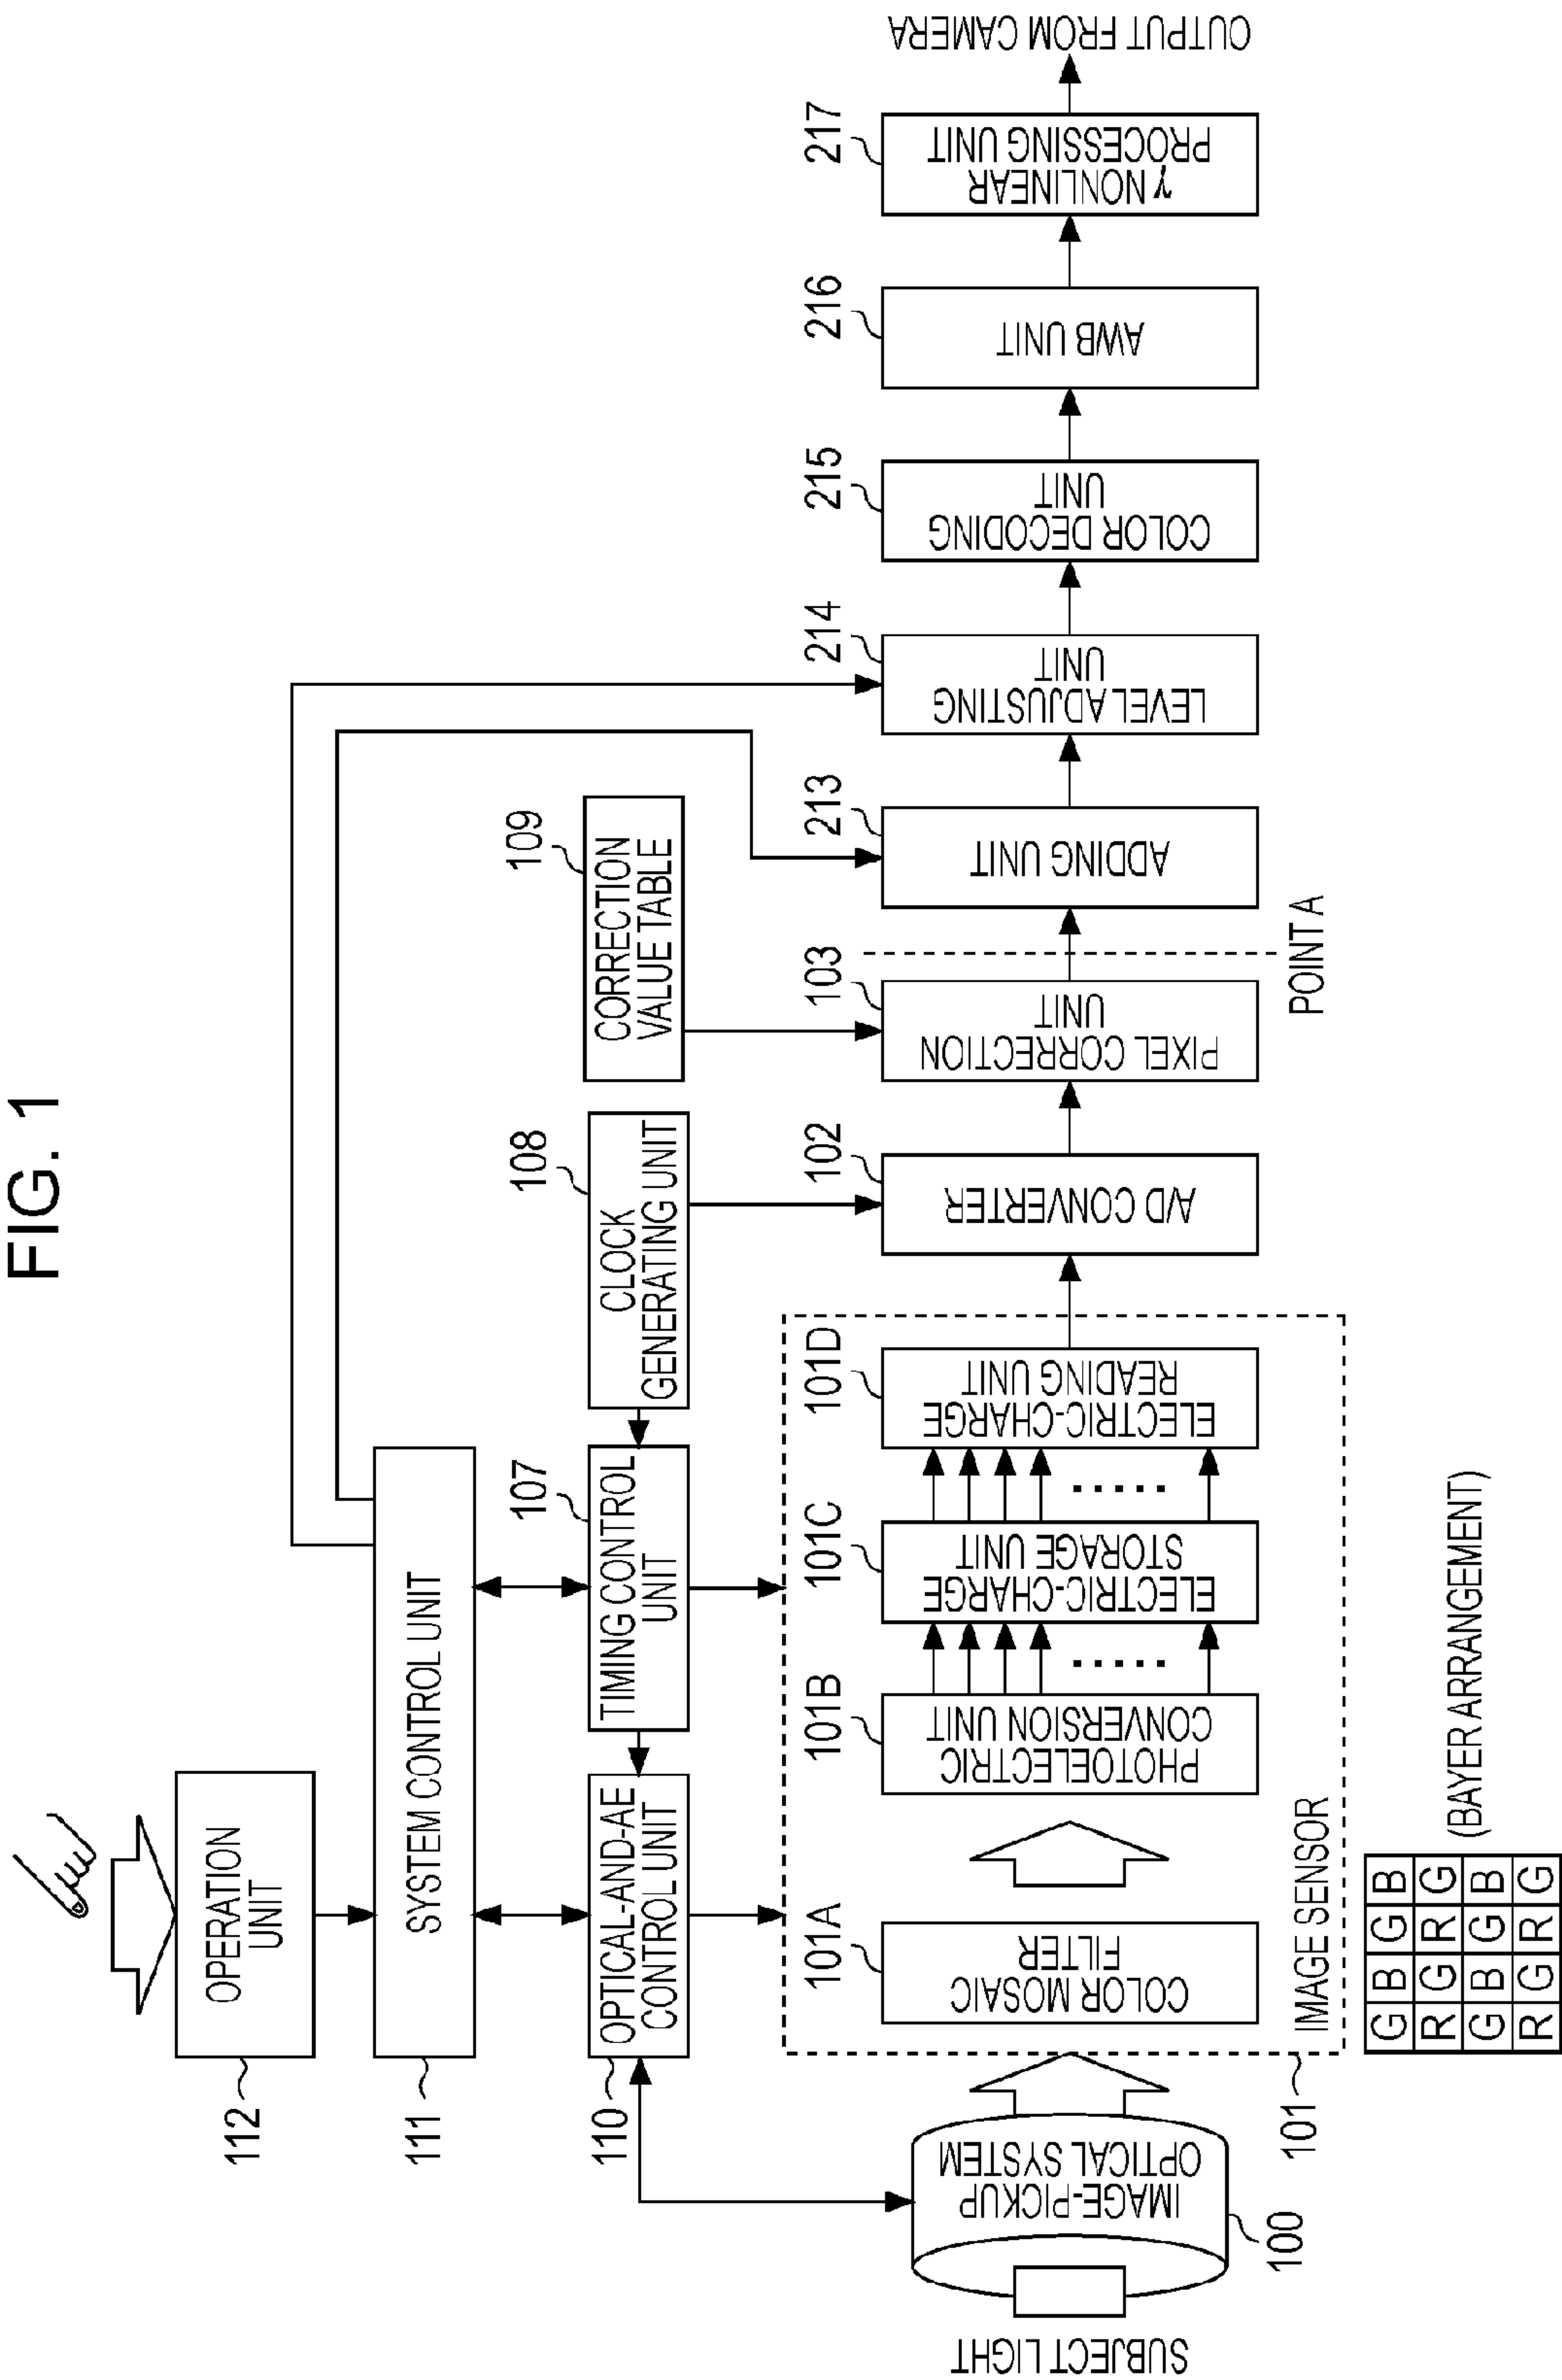 FIG. 1
112
OPERATION
UNIT
111
SYSTEM CONTROL UNIT
110
OPTICAL-AND-AE
CONTROL UNIT
107
TIMING CONTROL
UNIT
108
CLOCK
GENERATING UNIT
109
CORRECTION
VALUE TABLE
SUBJECT LIGHT
IMAGE-PICKUP
OPTICAL SYSTEM
100
101A
COLOR MOSAIC
FILTER
101B
PHOTOELECTRIC
CONVERSION UNIT
101C
ELECTRIC-CHARGE
STORAGE UNIT
101D
ELECTRIC-CHARGE
READING UNIT
102
A/D CONVERTER
103
PIXEL CORRECTION
UNIT
213
ADDING UNIT
214
LEVEL ADJUSTING
UNIT
215
COLOR DECODING
UNIT
216
AWB UNIT
217
γ NONLINEAR
PROCESSING UNIT
OUTPUT FROM CAMERA
POINT A
101
IMAGE SENSOR
G B G B
R G R G
G B G B
R G R G
(BAYER ARRANGEMENT)